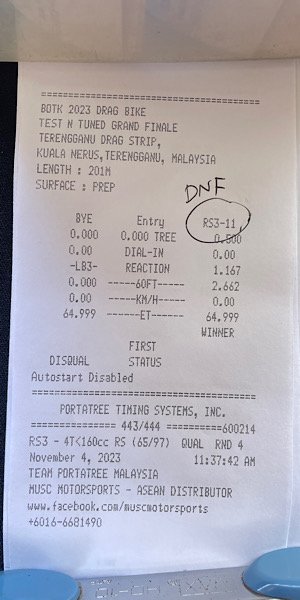 ========================================
BOTK 2023 DRAG BIKE
TEST N TUNED GRAND FINALE
TERENGGANU DRAG STRIP,
KUALA NERUS,TERENGGANU, MALAYSIA
LENGTH : 201M
SURFACE : PREP
DNF
BYE Entry RS3-11
0.000 0.000 TREE 0.500
0.00 DIAL-IN 0.00
-LB3- REACTION 1.167
0.000 ------60FT----- 2.662
0.00 ------KM/H----- 0.00
64.999 -------ET------ 64.999
WINNER
FIRST
DISQUAL STATUS
Autostart Disabled
========================================
PORTATREE TIMING SYSTEMS, INC.
=============== 443/444 ==========600214
RS3 - 4T<160cc RS (65/97) QUAL RND 4
November 4, 2023 11:37:42 AM
TEAM PORTATREE MALAYSIA
MUSC MOTORSPORTS - ASEAN DISTRIBUTOR
www.facebook.com/muscmotorsports
+6016-6681490